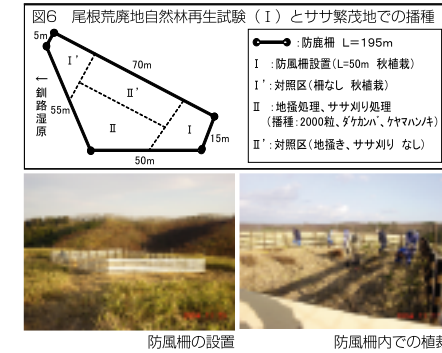 図6 尾根荒廃地自然林再生試験(Ⅰ)とササ繁茂地での播種
5m
Ⅰ'
70m
←釧路湿原
55m
Ⅱ'
Ⅱ
Ⅰ
15m
50m
:防鹿柵 L=195m
Ⅰ :防風柵設置(L=50m 秋植栽)
Ⅰ':対照区(柵なし 秋植栽)
Ⅱ :地掻処理、ササ刈り処理
(播種:2000粒、ダケカンバ、ケヤマハンノキ)
Ⅱ':対照区(地掻き、ササ刈り なし)
防風柵の設置
防風柵内での植栽